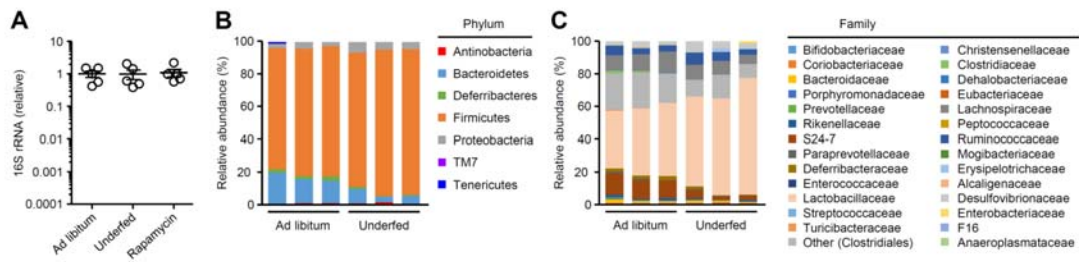 A
16S rRNA (relative)
10
1
0.1
0.01
0.001
0.0001
Ad libitum
Underfed
Rapamycin
B
Relative abundance (%)
100
80
60
40
20
0
Ad libitum
Underfed
Phylum
Antinobacteria
Bacteroidetes
Deferribacteres
Firmicutes
Proteobacteria
TM7
Tenericutes
C
Relative abundance (%)
100
80
60
40
20
0
Ad libitum
Underfed
Family
Bifidobacteriaceae
Coriobacteriaceae
Bacteroidaceae
Porphyromonadaceae
Prevotellaceae
Rikenellaceae
S24-7
Paraprevotellaceae
Deferribacteraceae
Enterococcaceae
Lactobacillaceae
Streptococcaceae
Turicibacteraceae
Other (Clostridiales)
Christensenellaceae
Clostridiaceae
Dehalobacteriaceae
Eubacteriaceae
Lachnospiraceae
Peptococcaceae
Ruminococcaceae
Mogibacteriaceae
Erysipelotrichaceae
Alcaligenaceae
Desulfovibrionaceae
Enterobacteriaceae
F16
Anaeroplasmataceae